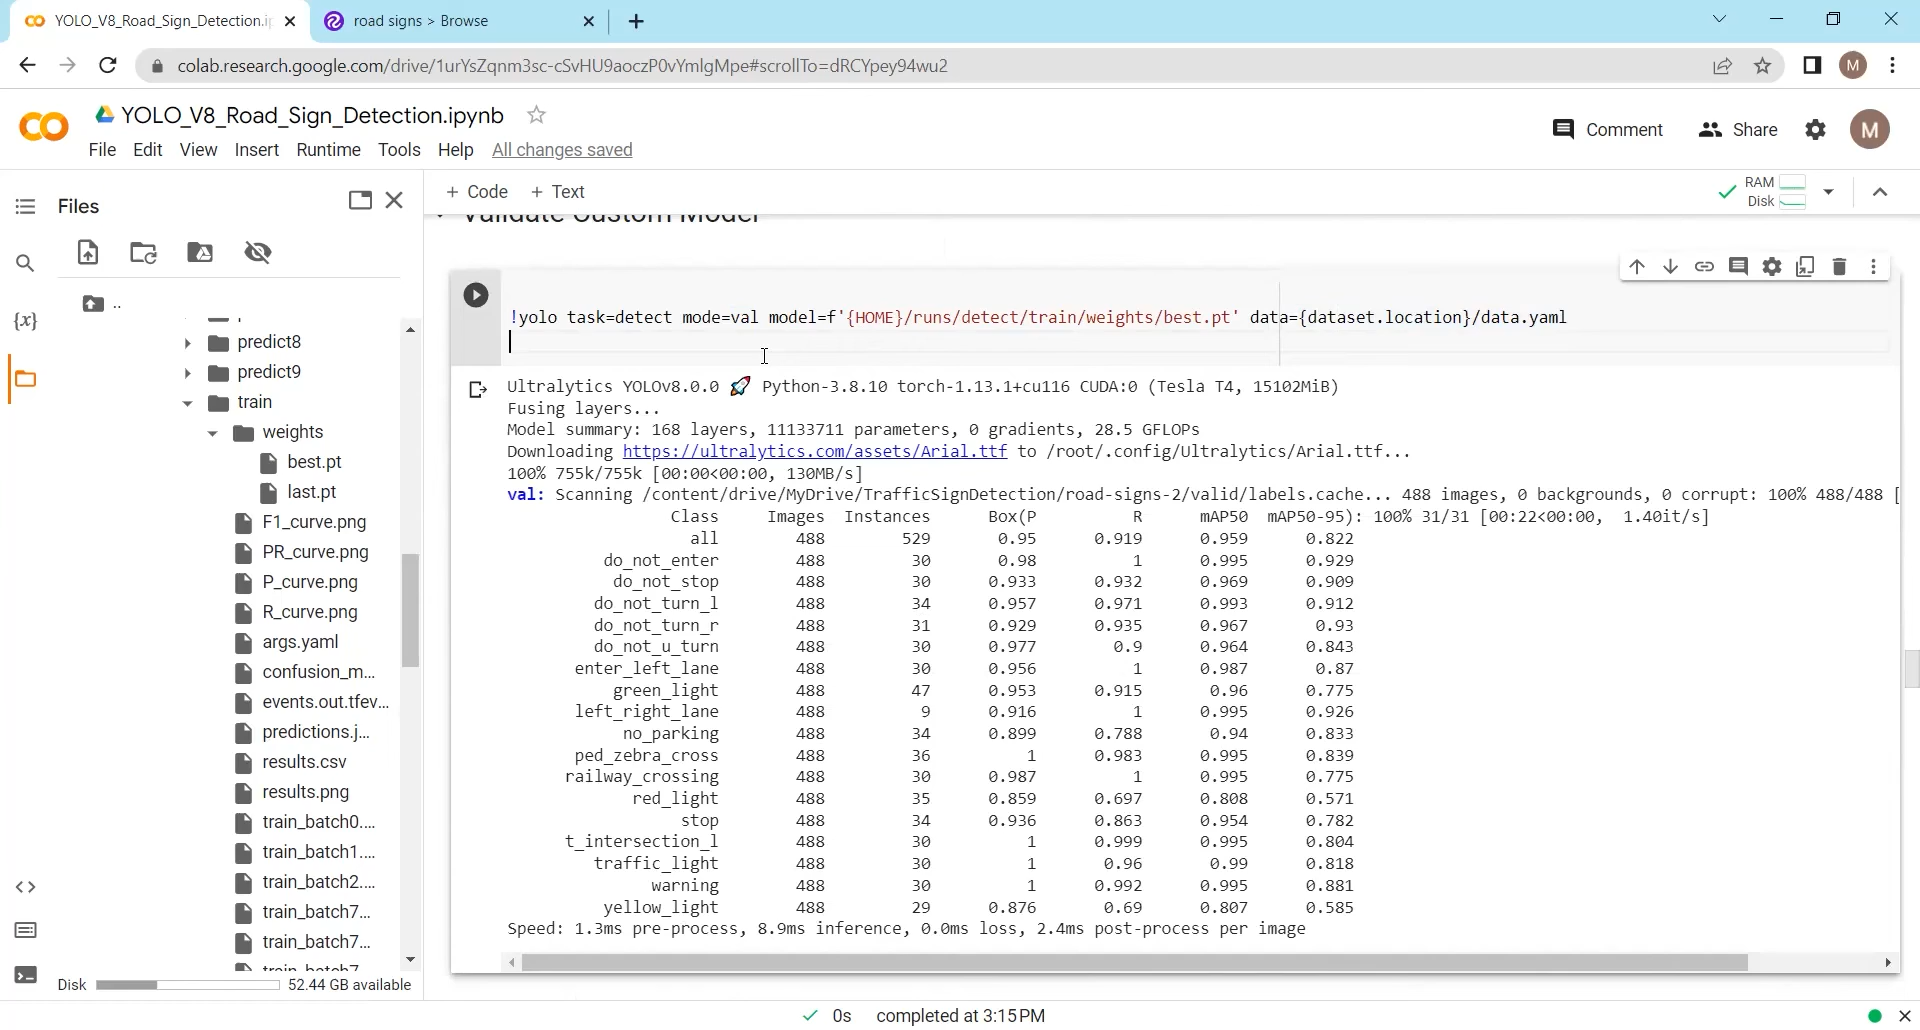 YOLO_V8_Road_Sign_Detection.i
road signs > Browse
colab.research.google.com/drive/1urYsZqnm3sc-cSvHU9aoczP0vYmlgMpe#scrollTo=dRCYpey94wu2
M
YOLO_V8_Road_Sign_Detection.ipynb
Comment
Share
M
File Edit View Insert Runtime Tools Help All changes saved
Files
+ Code + Text
RAM
Disk
Validate Custom Model
..
{x}
predict8
predict9
train
weights
best.pt
last.pt
F1_curve.png
PR_curve.png
P_curve.png
R_curve.png
args.yaml
confusion_m...
events.out.tfev...
predictions.j...
results.csv
results.png
train_batch0....
train_batch1....
train_batch2....
train_batch7...
train_batch7...
train_batch7
Disk 52.44 GB available
!yolo task=detect mode=val model=f'{HOME}/runs/detect/train/weights/best.pt' data={dataset.location}/data.yaml
Ultralytics YOLOv8.0.0 🚀 Python-3.8.10 torch-1.13.1+cu116 CUDA:0 (Tesla T4, 15102MiB)
Fusing layers...
Model summary: 168 layers, 11133711 parameters, 0 gradients, 28.5 GFLOPs
Downloading https://ultralytics.com/assets/Arial.ttf to /root/.config/Ultralytics/Arial.ttf...
100% 755k/755k [00:00<00:00, 130MB/s]
val: Scanning /content/drive/MyDrive/TrafficSignDetection/road-signs-2/valid/labels.cache... 488 images, 0 backgrounds, 0 corrupt: 100% 488/488 [
Class Images Instances Box(P R mAP50 mAP50-95): 100% 31/31 [00:22<00:00, 1.40it/s]
all 488 529 0.95 0.919 0.959 0.822
do_not_enter 488 30 0.98 1 0.995 0.929
do_not_stop 488 30 0.933 0.932 0.969 0.909
do_not_turn_l 488 34 0.957 0.971 0.993 0.912
do_not_turn_r 488 31 0.929 0.935 0.967 0.93
do_not_u_turn 488 30 0.977 0.9 0.964 0.843
enter_left_lane 488 30 0.956 1 0.987 0.87
green_light 488 47 0.953 0.915 0.96 0.775
left_right_lane 488 9 0.916 1 0.995 0.926
no_parking 488 34 0.899 0.788 0.94 0.833
ped_zebra_cross 488 36 1 0.983 0.995 0.839
railway_crossing 488 30 0.987 1 0.995 0.775
red_light 488 35 0.859 0.697 0.808 0.571
stop 488 34 0.936 0.863 0.954 0.782
t_intersection_l 488 30 1 0.999 0.995 0.804
traffic_light 488 30 1 0.96 0.99 0.818
warning 488 30 1 0.992 0.995 0.881
yellow_light 488 29 0.876 0.69 0.807 0.585
Speed: 1.3ms pre-process, 8.9ms inference, 0.0ms loss, 2.4ms post-process per image
0s completed at 3:15 PM